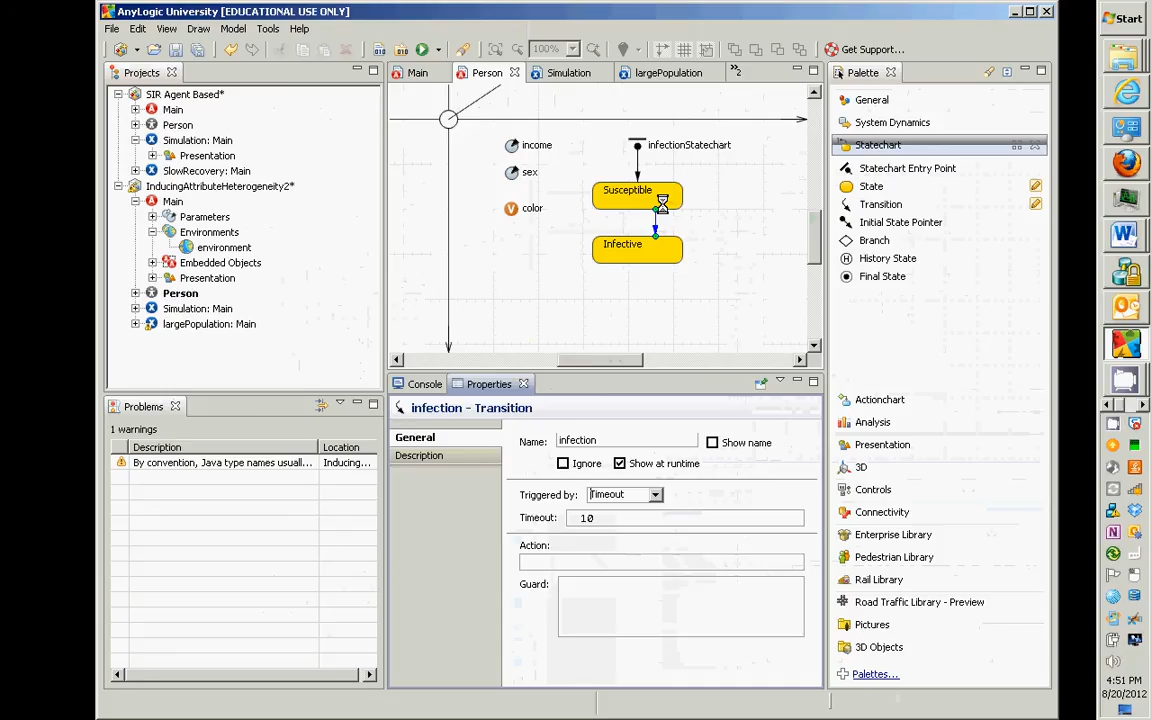 AnyLogic University [EDUCATIONAL USE ONLY]
Start
File Edit View Draw Model Tools Help
100%
Get Support...
Projects
Main
Person
Simulation
largePopulation
»2
Palette
SIR Agent Based*
Main
Person
Simulation: Main
Presentation
SlowRecovery: Main
InducingAttributeHeterogeneity2*
Main
Parameters
Environments
environment
Embedded Objects
Presentation
Person
Simulation: Main
largePopulation: Main
income
sex
color
infectionStatechart
Susceptible
Infective
General
System Dynamics
Statechart
Statechart Entry Point
State
Transition
Initial State Pointer
Branch
History State
Final State
Actionchart
Analysis
Presentation
3D
Controls
Connectivity
Enterprise Library
Pedestrian Library
Rail Library
Road Traffic Library - Preview
Pictures
3D Objects
Palettes...
Problems
1 warnings
Description Location
By convention, Java type names usuall... Inducing...
Console
Properties
infection - Transition
General
Description
Name: infection Show name
Ignore Show at runtime
Triggered by: Timeout
Timeout: 10
Action:
Guard:
4:51 PM
8/20/2012